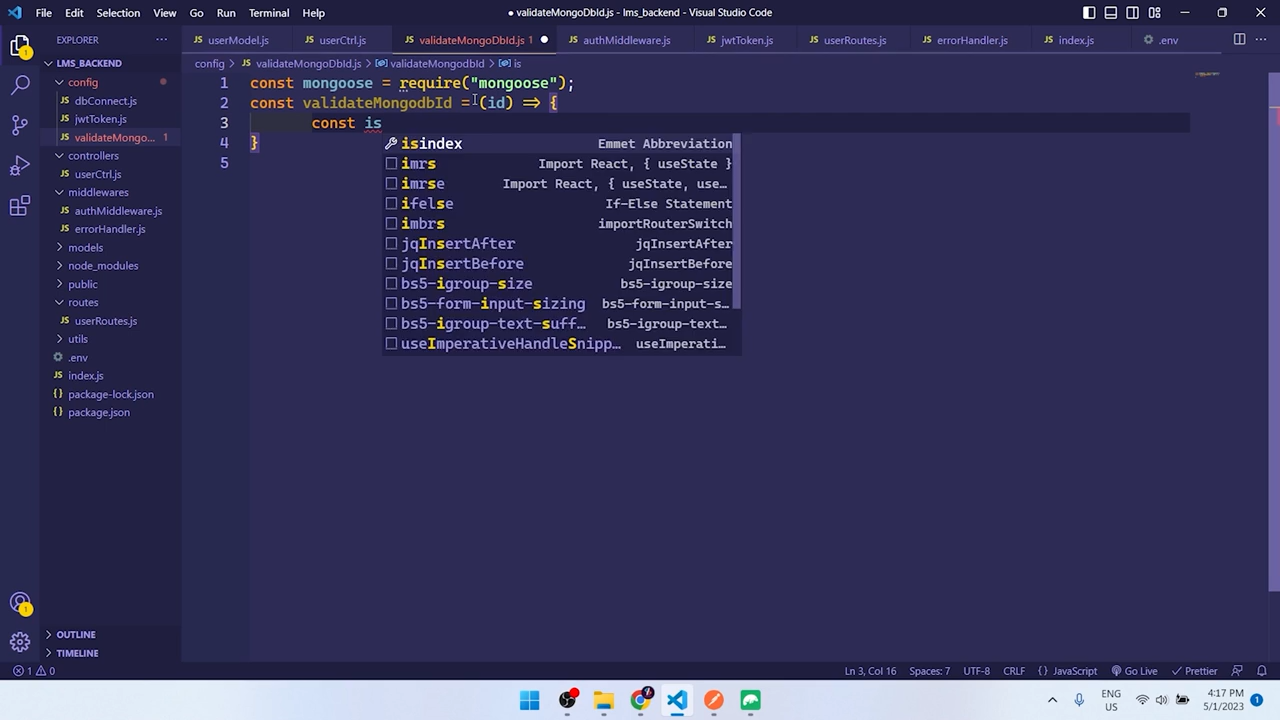 File Edit Selection View Go Run Terminal Help
● validateMongoDbId.js - lms_backend - Visual Studio Code
EXPLORER ...
userModel.js userCtrl.js validateMongoDbId.js 1 authMiddleware.js jwtToken.js userRoutes.js errorHandler.js index.js .env
config > validateMongoDbId.js > validateMongodbId > is
LMS_BACKEND
config
dbConnect.js
jwtToken.js
validateMongo... 1
controllers
userCtrl.js
middlewares
authMiddleware.js
errorHandler.js
models
node_modules
public
routes
userRoutes.js
utils
.env
index.js
package-lock.json
package.json
OUTLINE
TIMELINE
1 const mongoose = require("mongoose");
2 const validateMongodbId = (id) => {
3 const is
4 }
5
isindex Emmet Abbreviation
imrs Import React, { useState }
imrse Import React, { useState, use...
ifelse If-Else Statement
imbrs importRouterSwitch
jqInsertAfter jqInsertAfter
jqInsertBefore jqInsertBefore
bs5-igroup-size bs5-igroup-size
bs5-form-input-sizing bs5-form-input-s...
bs5-igroup-text-suff... bs5-igroup-text...
useImperativeHandleSnipp... useImperati...
1 0
Ln 3, Col 16 Spaces: 7 UTF-8 CRLF {} JavaScript Go Live Prettier
ENG
US
4:17 PM
5/1/2023
1